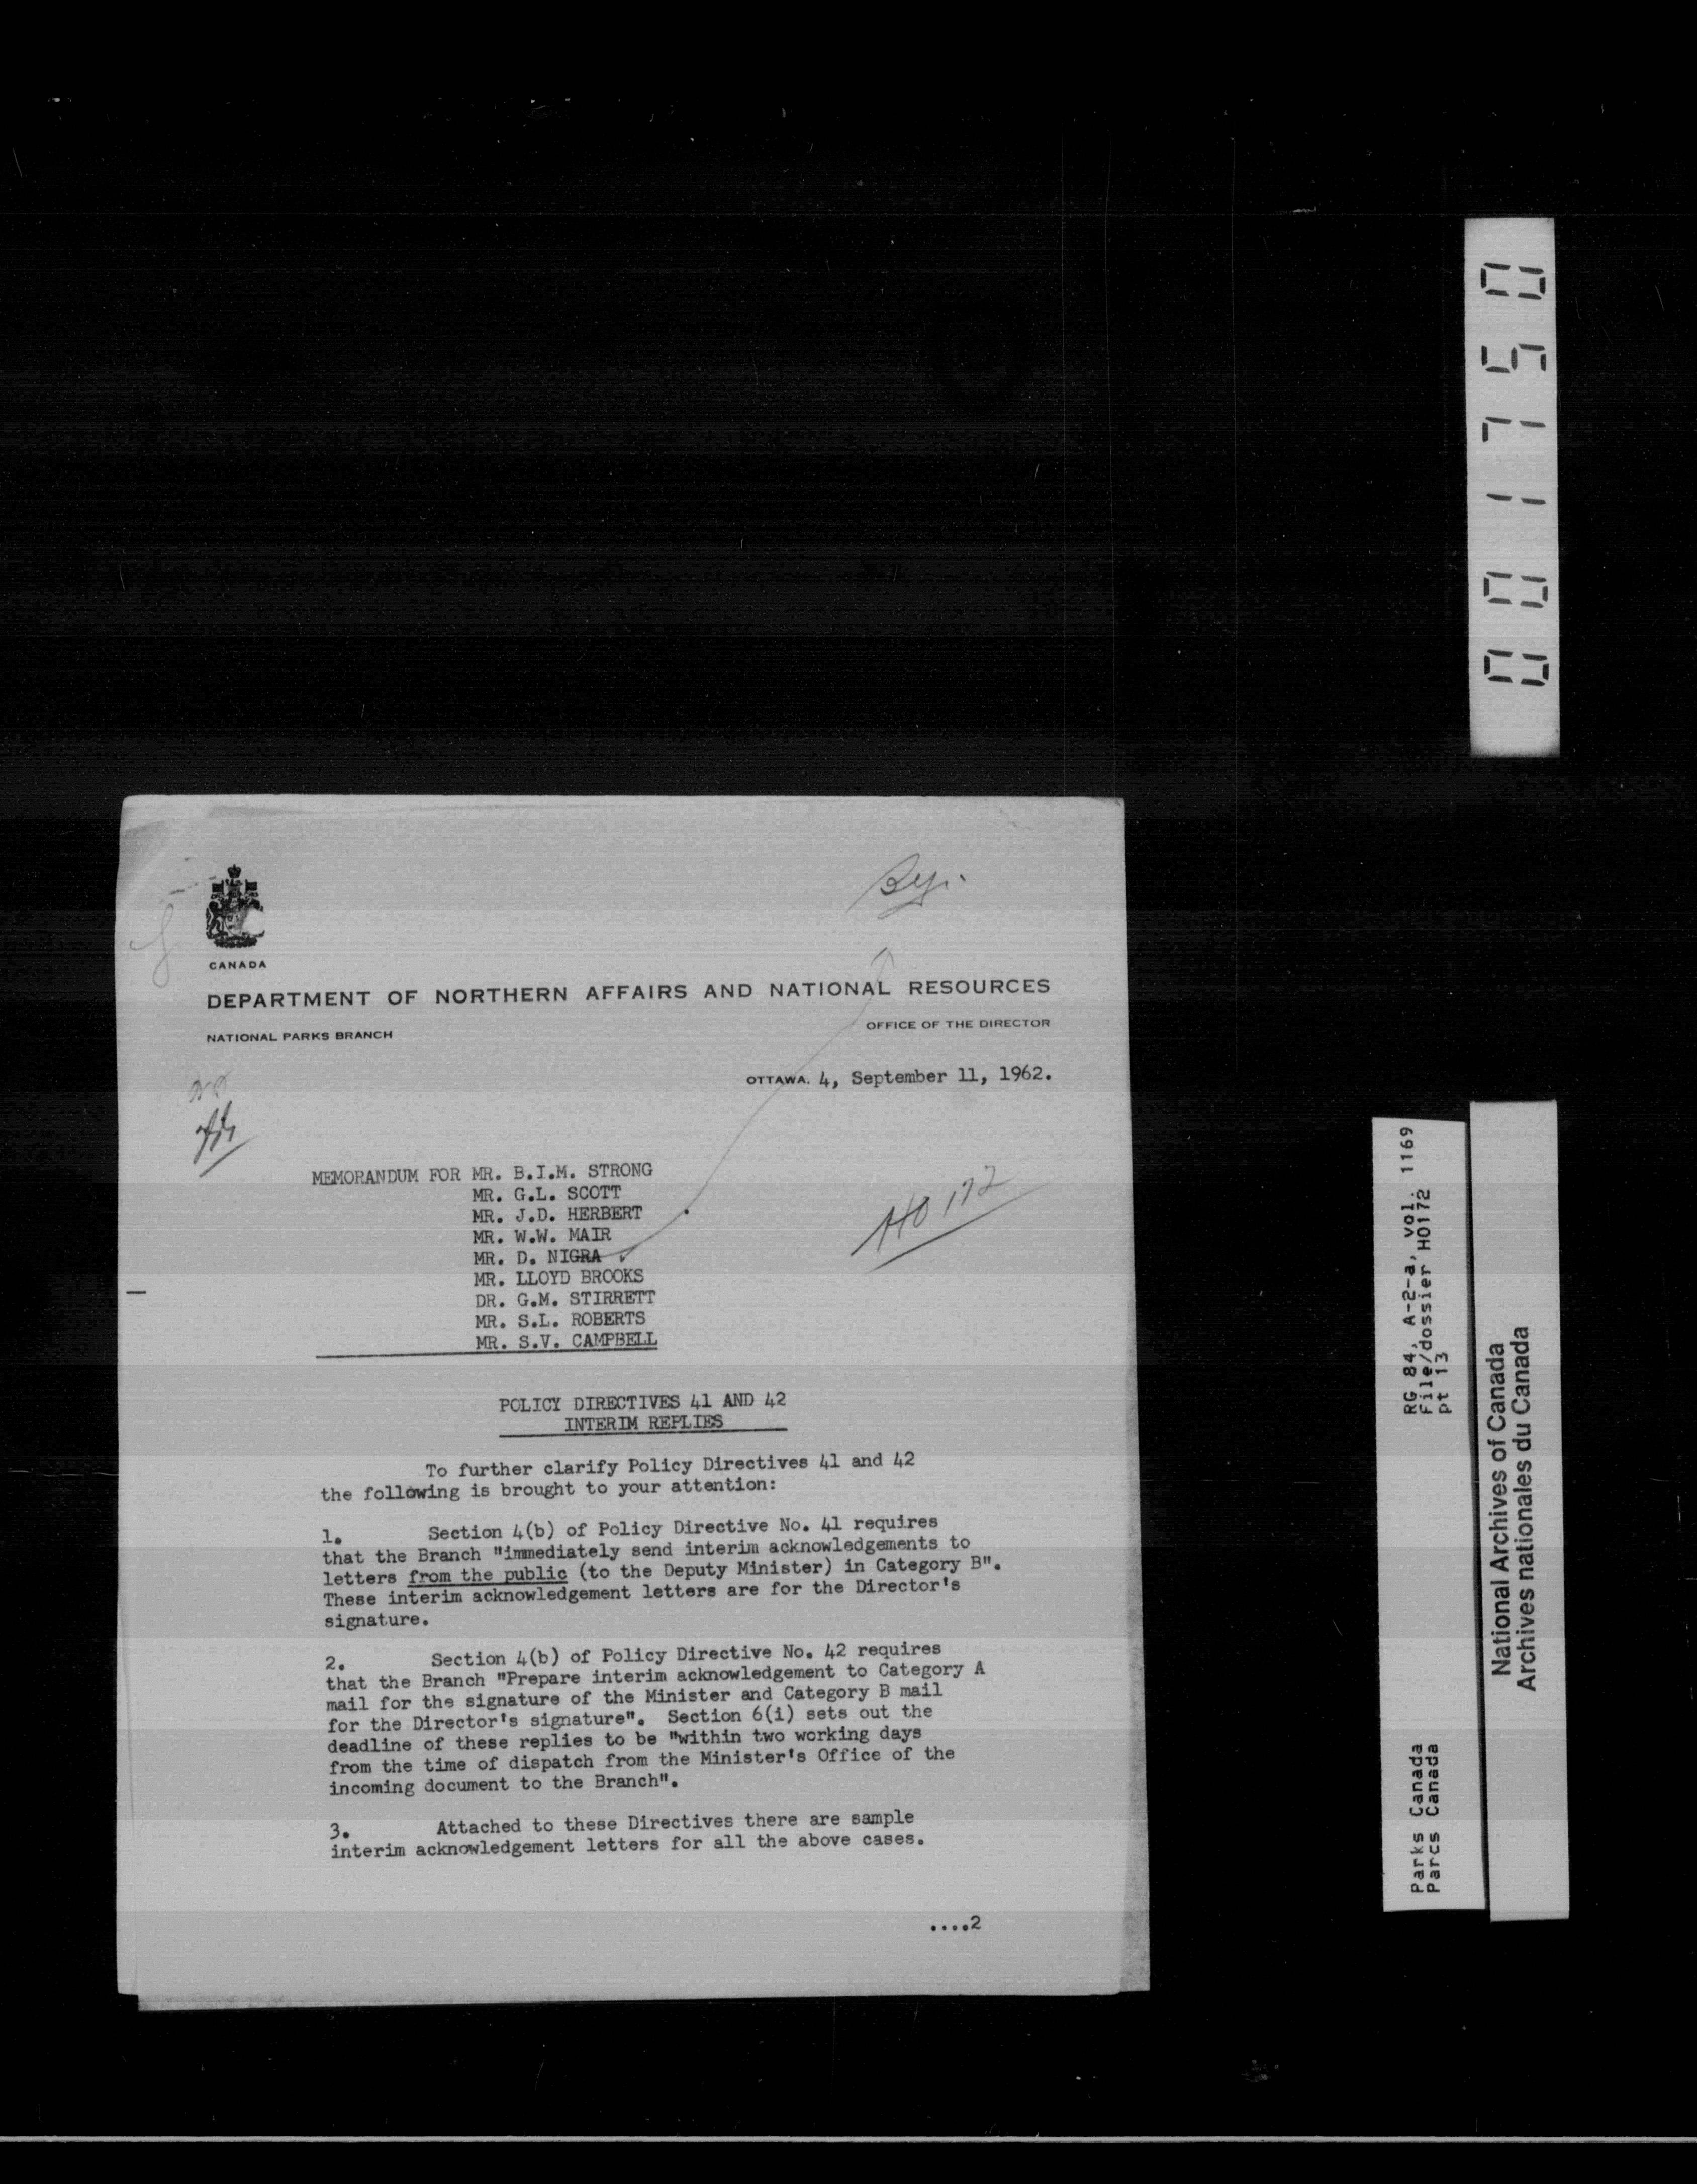 CANADA
DEPARTMENT OF NORTHERN AFFAIRS AND NATIONAL RESOURCES
NATIONAL PARKS BRANCH
OFFICE OF THE DIRECTOR
OTTAWA. 4, September 11, 1962.
HO 172
MEMORANDUM FOR MR. B.I.M. STRONG
MR. G.L. SCOTT
MR. J.D. HERBERT
MR. W.W. MAIR
MR. D. NIGRA
MR. LLOYD BROOKS
DR. G.M. STIRRETT
MR. S.L. ROBERTS
MR. S.V. CAMPBELL
POLICY DIRECTIVES 41 AND 42
INTERIM REPLIES
To further clarify Policy Directives 41 and 42
the following is brought to your attention:
1. Section 4(b) of Policy Directive No. 41 requires
that the Branch "immediately send interim acknowledgements to
letters from the public (to the Deputy Minister) in Category B".
These interim acknowledgement letters are for the Director's
signature.
2. Section 4(b) of Policy Directive No. 42 requires
that the Branch "Prepare interim acknowledgement to Category A
mail for the signature of the Minister and Category B mail
for the Director's signature". Section 6(i) sets out the
deadline of these replies to be "within two working days
from the time of dispatch from the Minister's Office of the
incoming document to the Branch".
3. Attached to these Directives there are sample
interim acknowledgement letters for all the above cases.
....2
001750
RG 84, A-2-a, vol. 1169
File/dossier HO172
pt 13
Parks Canada
Parcs Canada
National Archives of Canada
Archives nationales du Canada